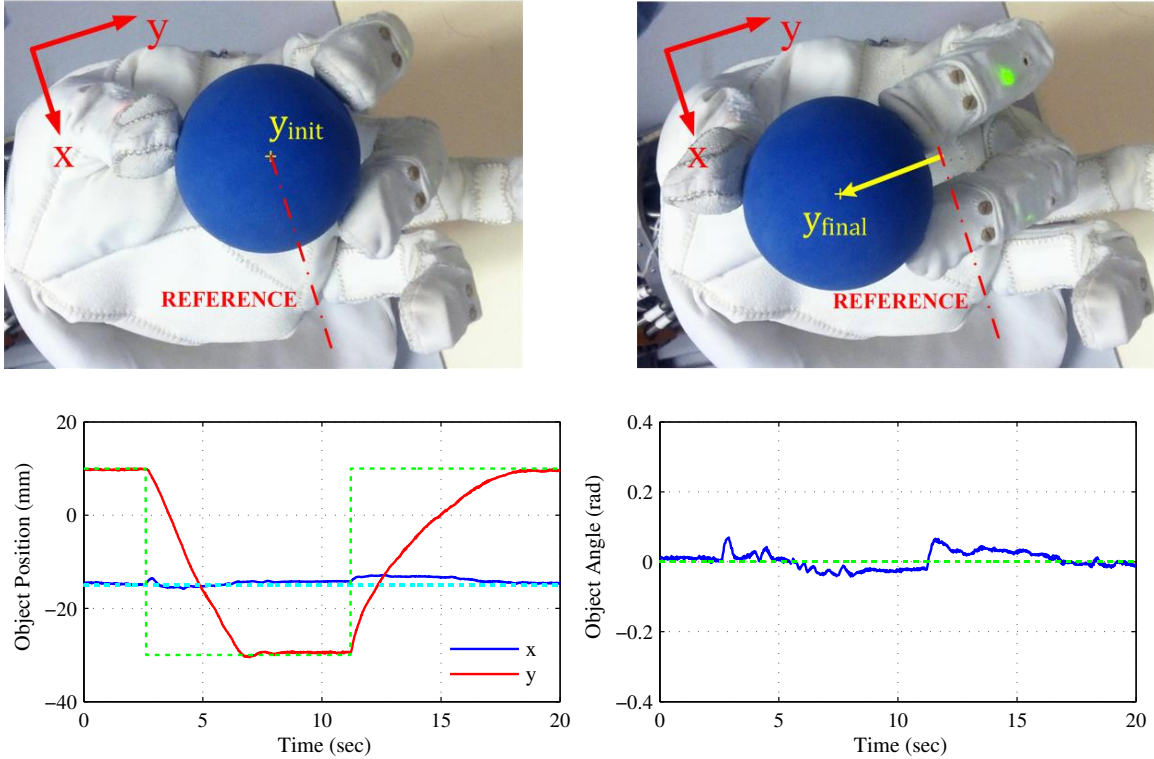 y
x
y_init
REFERENCE
y
x
y_final
REFERENCE
20
0
−20
−40
0
5
10
15
20
Object Position (mm)
Time (sec)
x
y
0.4
0.2
0
−0.2
−0.4
0
5
10
15
20
Object Angle (rad)
Time (sec)